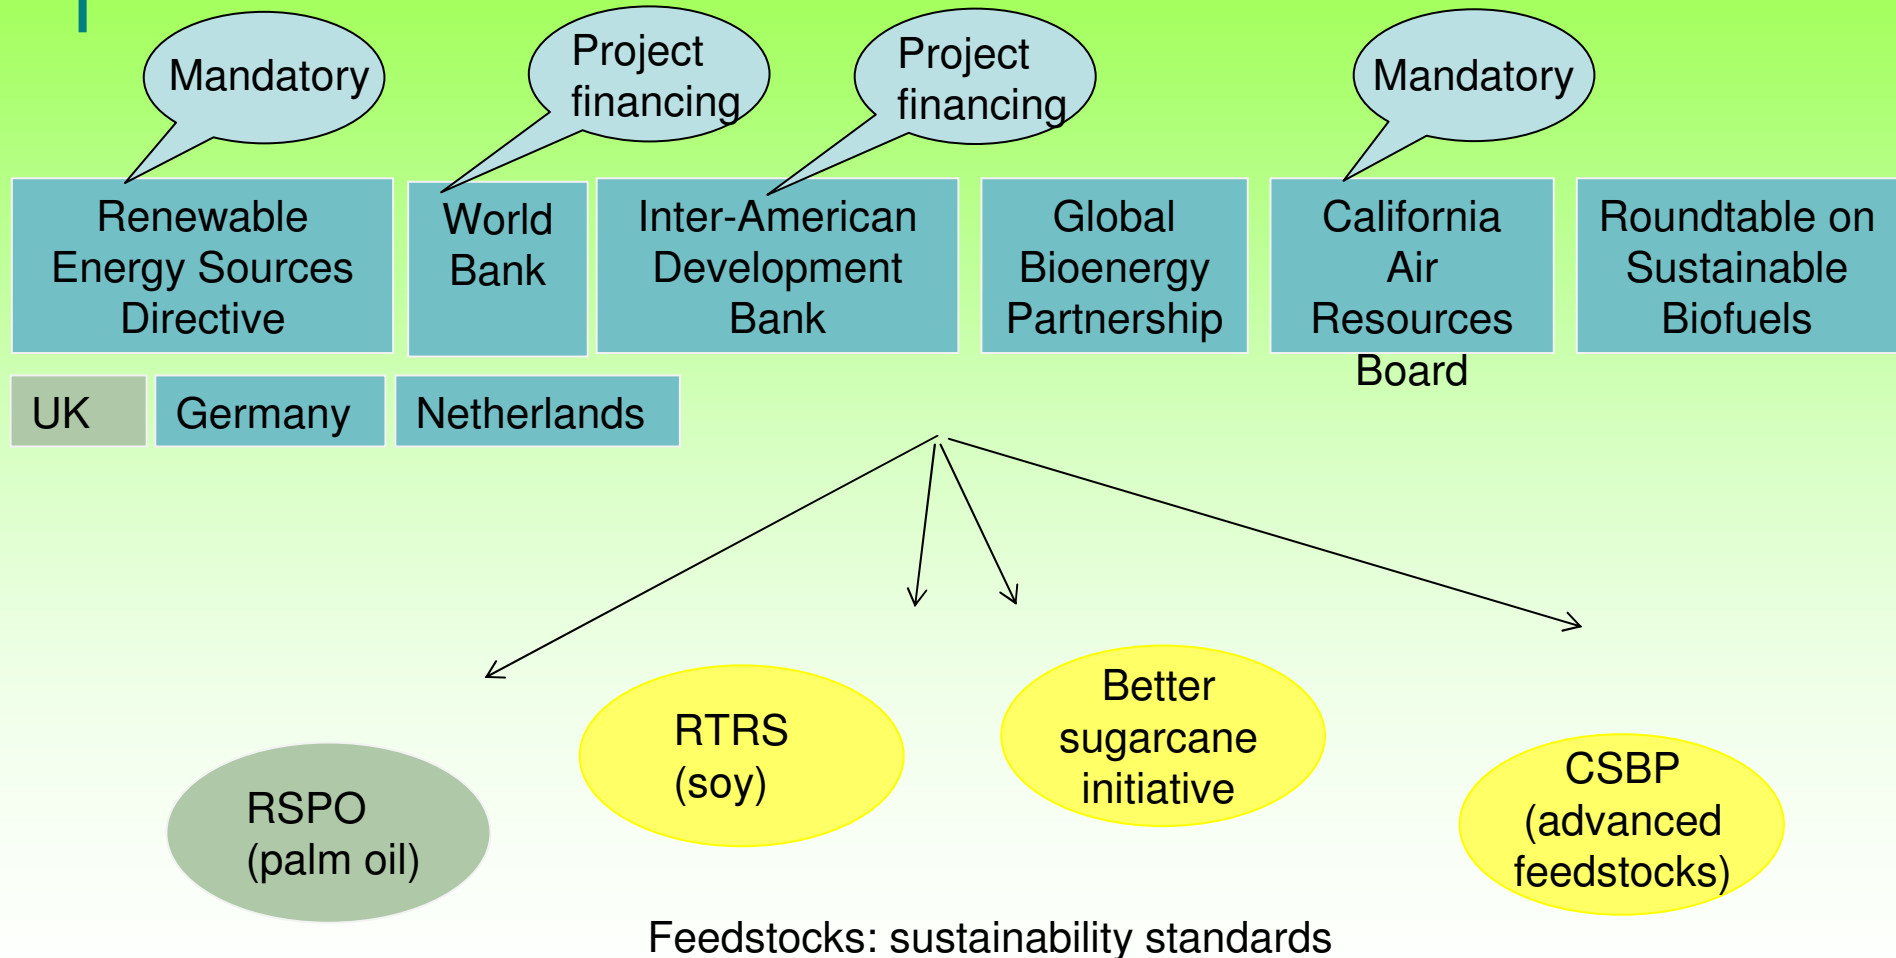 Mandatory
Project
financing
Project
financing
Mandatory
Renewable
Energy Sources
Directive
World
Bank
Inter-American
Development
Bank
Global
Bioenergy
Partnership
California
Air
Resources
Board
Roundtable on
Sustainable
Biofuels
UK
Germany
Netherlands
RSPO
(palm oil)
RTRS
(soy)
Better
sugarcane
initiative
CSBP
(advanced
feedstocks)
Feedstocks: sustainability standards